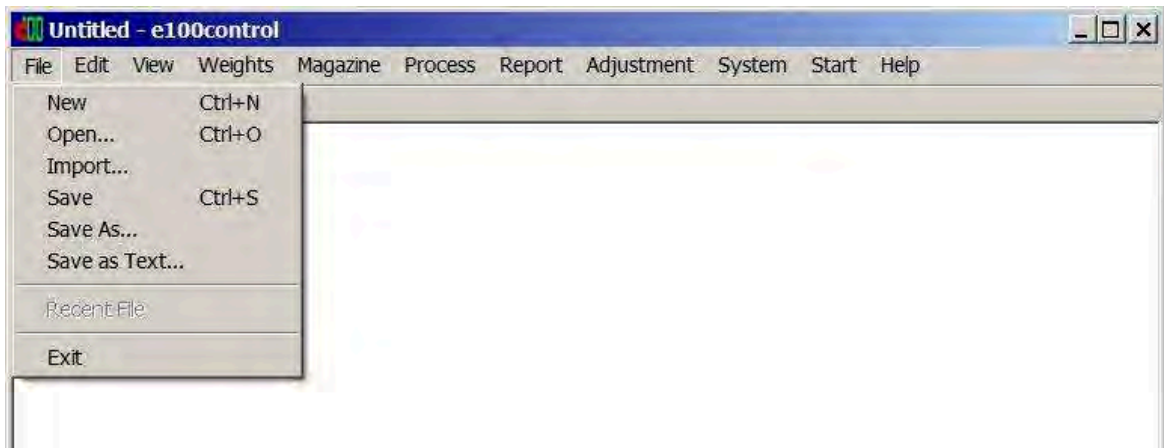 Untitled - e100control
File Edit View Weights Magazine Process Report Adjustment System Start Help
New Ctrl+N
Open... Ctrl+O
Import...
Save Ctrl+S
Save As...
Save as Text...
Recent File
Exit